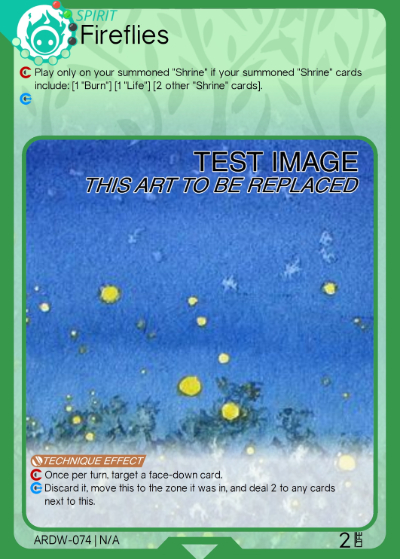 SPIRIT
Fireflies
C Play only on your summoned "Shrine" if your summoned "Shrine" cards
include: [1 "Burn"] [1 "Life"] [2 other "Shrine" cards].
TEST IMAGE
THIS ART TO BE REPLACED
TECHNIQUE EFFECT
C Once per turn, target a face-down card.
Discard it, move this to the zone it was in, and deal 2 to any cards
next to this.
ARDW-074 | N/A
2 LIFE